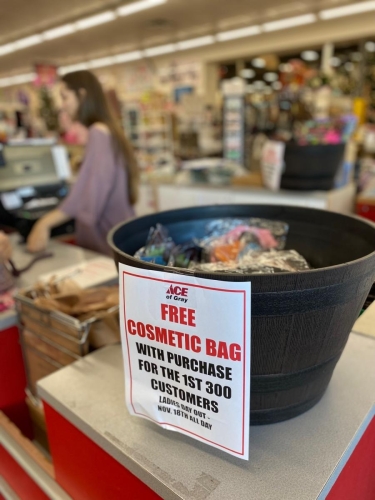 ACE
of Gray
FREE
COSMETIC BAG
WITH PURCHASE
FOR THE 1ST 300
CUSTOMERS
LADIES DAY OUT -
NOV. 18TH ALL DAY